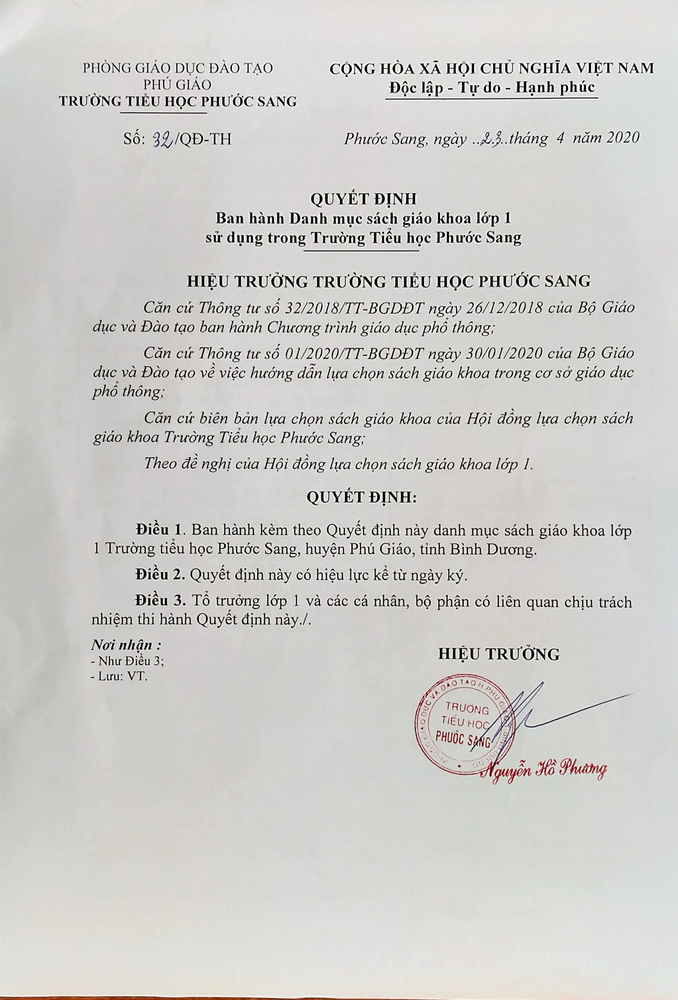 PHÒNG GIÁO DỤC ĐÀO TẠO
PHÚ GIÁO
TRƯỜNG TIỂU HỌC PHƯỚC SANG
Số: 32/QĐ-TH
CỘNG HÒA XÃ HỘI CHỦ NGHĨA VIỆT NAM
Độc lập - Tự do - Hạnh phúc
Phước Sang, ngày ..23..tháng 4 năm 2020
QUYẾT ĐỊNH
Ban hành Danh mục sách giáo khoa lớp 1
sử dụng trong Trường Tiểu học Phước Sang
HIỆU TRƯỞNG TRƯỜNG TIỂU HỌC PHƯỚC SANG
Căn cứ Thông tư số 32/2018/TT-BGDĐT ngày 26/12/2018 của Bộ Giáo
dục và Đào tạo ban hành Chương trình giáo dục phổ thông;
Căn cứ Thông tư số 01/2020/TT-BGDĐT ngày 30/01/2020 của Bộ Giáo
dục và Đào tạo về việc hướng dẫn lựa chọn sách giáo khoa trong cơ sở giáo dục
phổ thông;
Căn cứ biên bản lựa chọn sách giáo khoa của Hội đồng lựa chọn sách
giáo khoa Trường Tiểu học Phước Sang;
Theo đề nghị của Hội đồng lựa chọn sách giáo khoa lớp 1.
QUYẾT ĐỊNH:
Điều 1. Ban hành kèm theo Quyết định này danh mục sách giáo khoa lớp
1 Trường tiểu học Phước Sang, huyện Phú Giáo, tỉnh Bình Dương.
Điều 2. Quyết định này có hiệu lực kể từ ngày ký.
Điều 3. Tổ trưởng lớp 1 và các cá nhân, bộ phận có liên quan chịu trách
nhiệm thi hành Quyết định này./.
Nơi nhận :
- Như Điều 3;
- Lưu: VT.
HIỆU TRƯỞNG
PHÒNG GIÁO DỤC VÀ ĐÀO TẠO H.PHÚ GIÁO T.BÌNH DƯƠNG
TRƯỜNG
TIỂU HỌC
PHƯỚC SANG
Nguyễn Hồ Phương